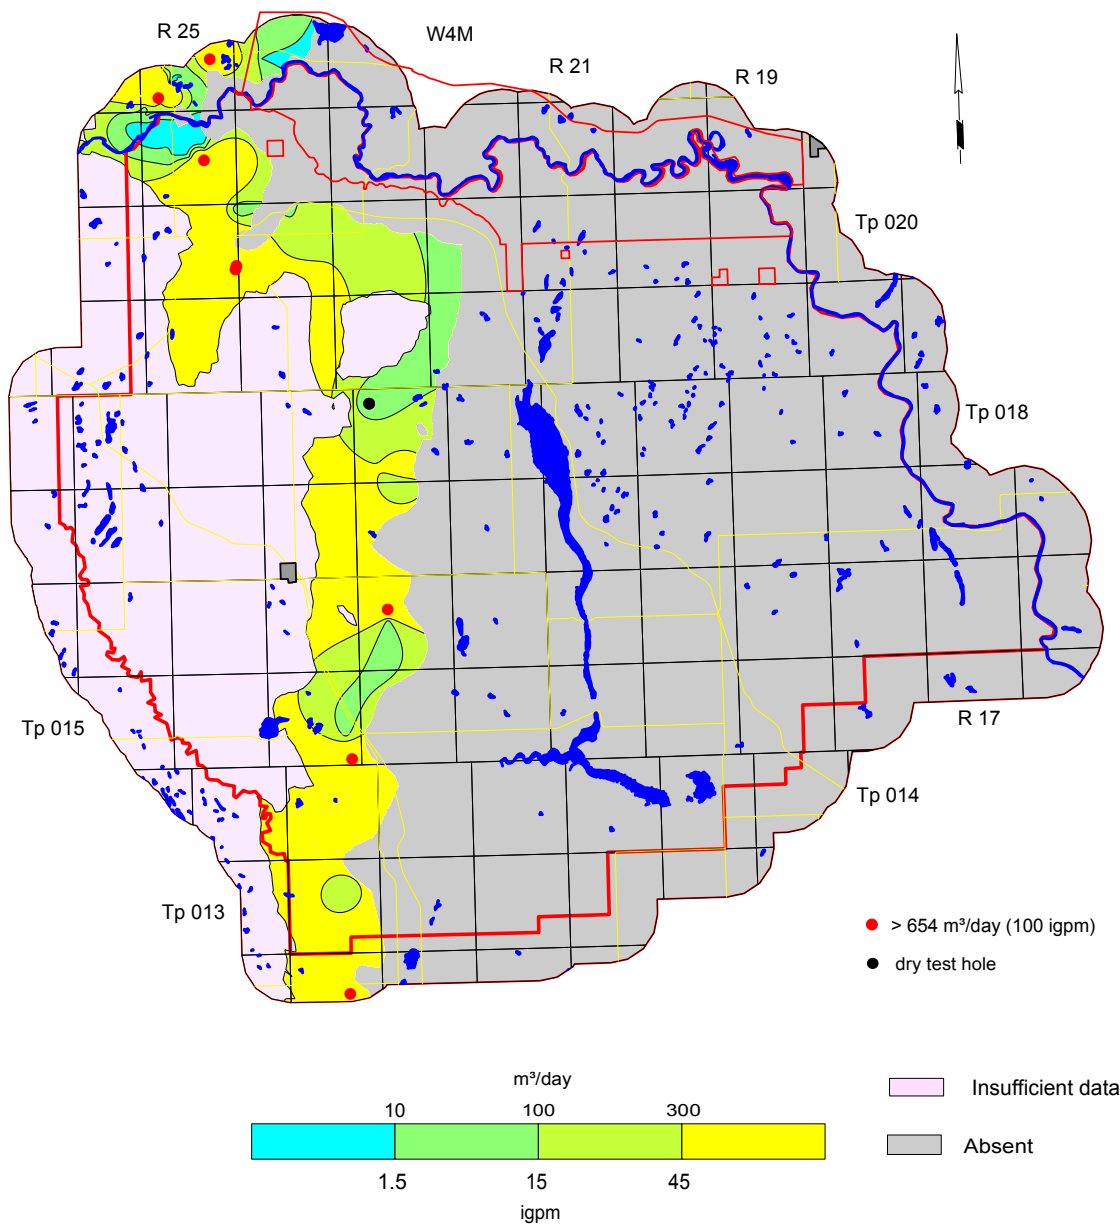 R 25
W4M
R 21
R 19
Tp 020
Tp 018
Tp 015
R 17
Tp 014
Tp 013
> 654 m³/day (100 igpm)
dry test hole
m³/day
10 100 300
1.5 15 45
igpm
Insufficient data
Absent